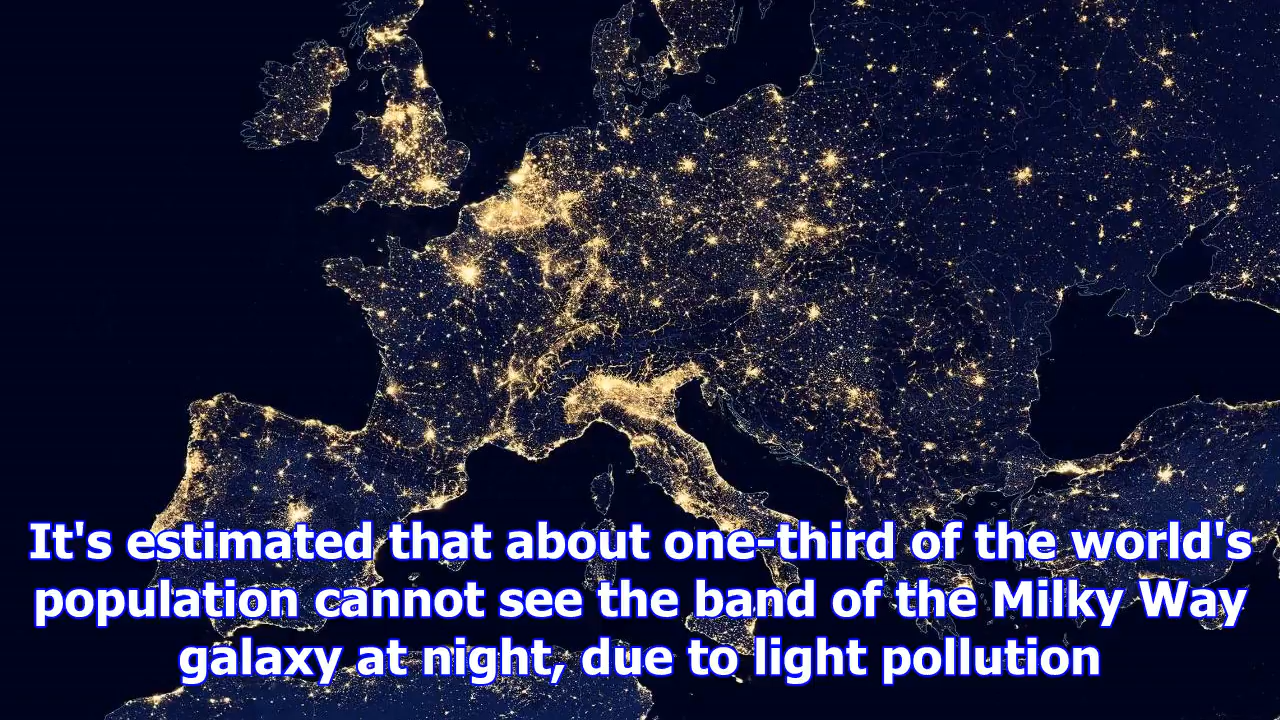 It's estimated that about one-third of the world's
population cannot see the band of the Milky Way
galaxy at night, due to light pollution